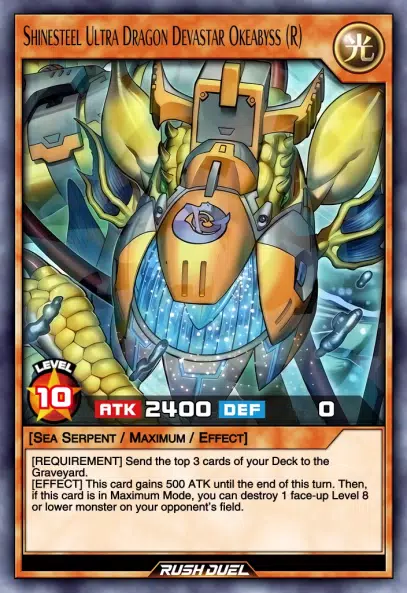 Shinesteel Ultra Dragon Devastar Okeabyss (R)
光
LEVEL
10
ATK 2400 DEF 0
[Sea Serpent / Maximum / Effect]
[REQUIREMENT] Send the top 3 cards of your Deck to the
Graveyard.
[EFFECT] This card gains 500 ATK until the end of this turn. Then,
if this card is in Maximum Mode, you can destroy 1 face-up Level 8
or lower monster on your opponent's field.
RUSH DUEL